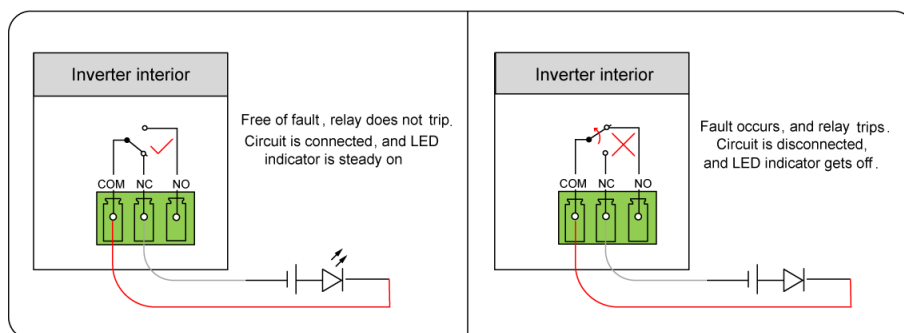 Inverter interior
Free of fault, relay does not trip.
Circuit is connected, and LED
indicator is steady on
COM NC NO
Inverter interior
Fault occurs, and relay trips.
Circuit is disconnected,
and LED indicator gets off.
COM NC NO